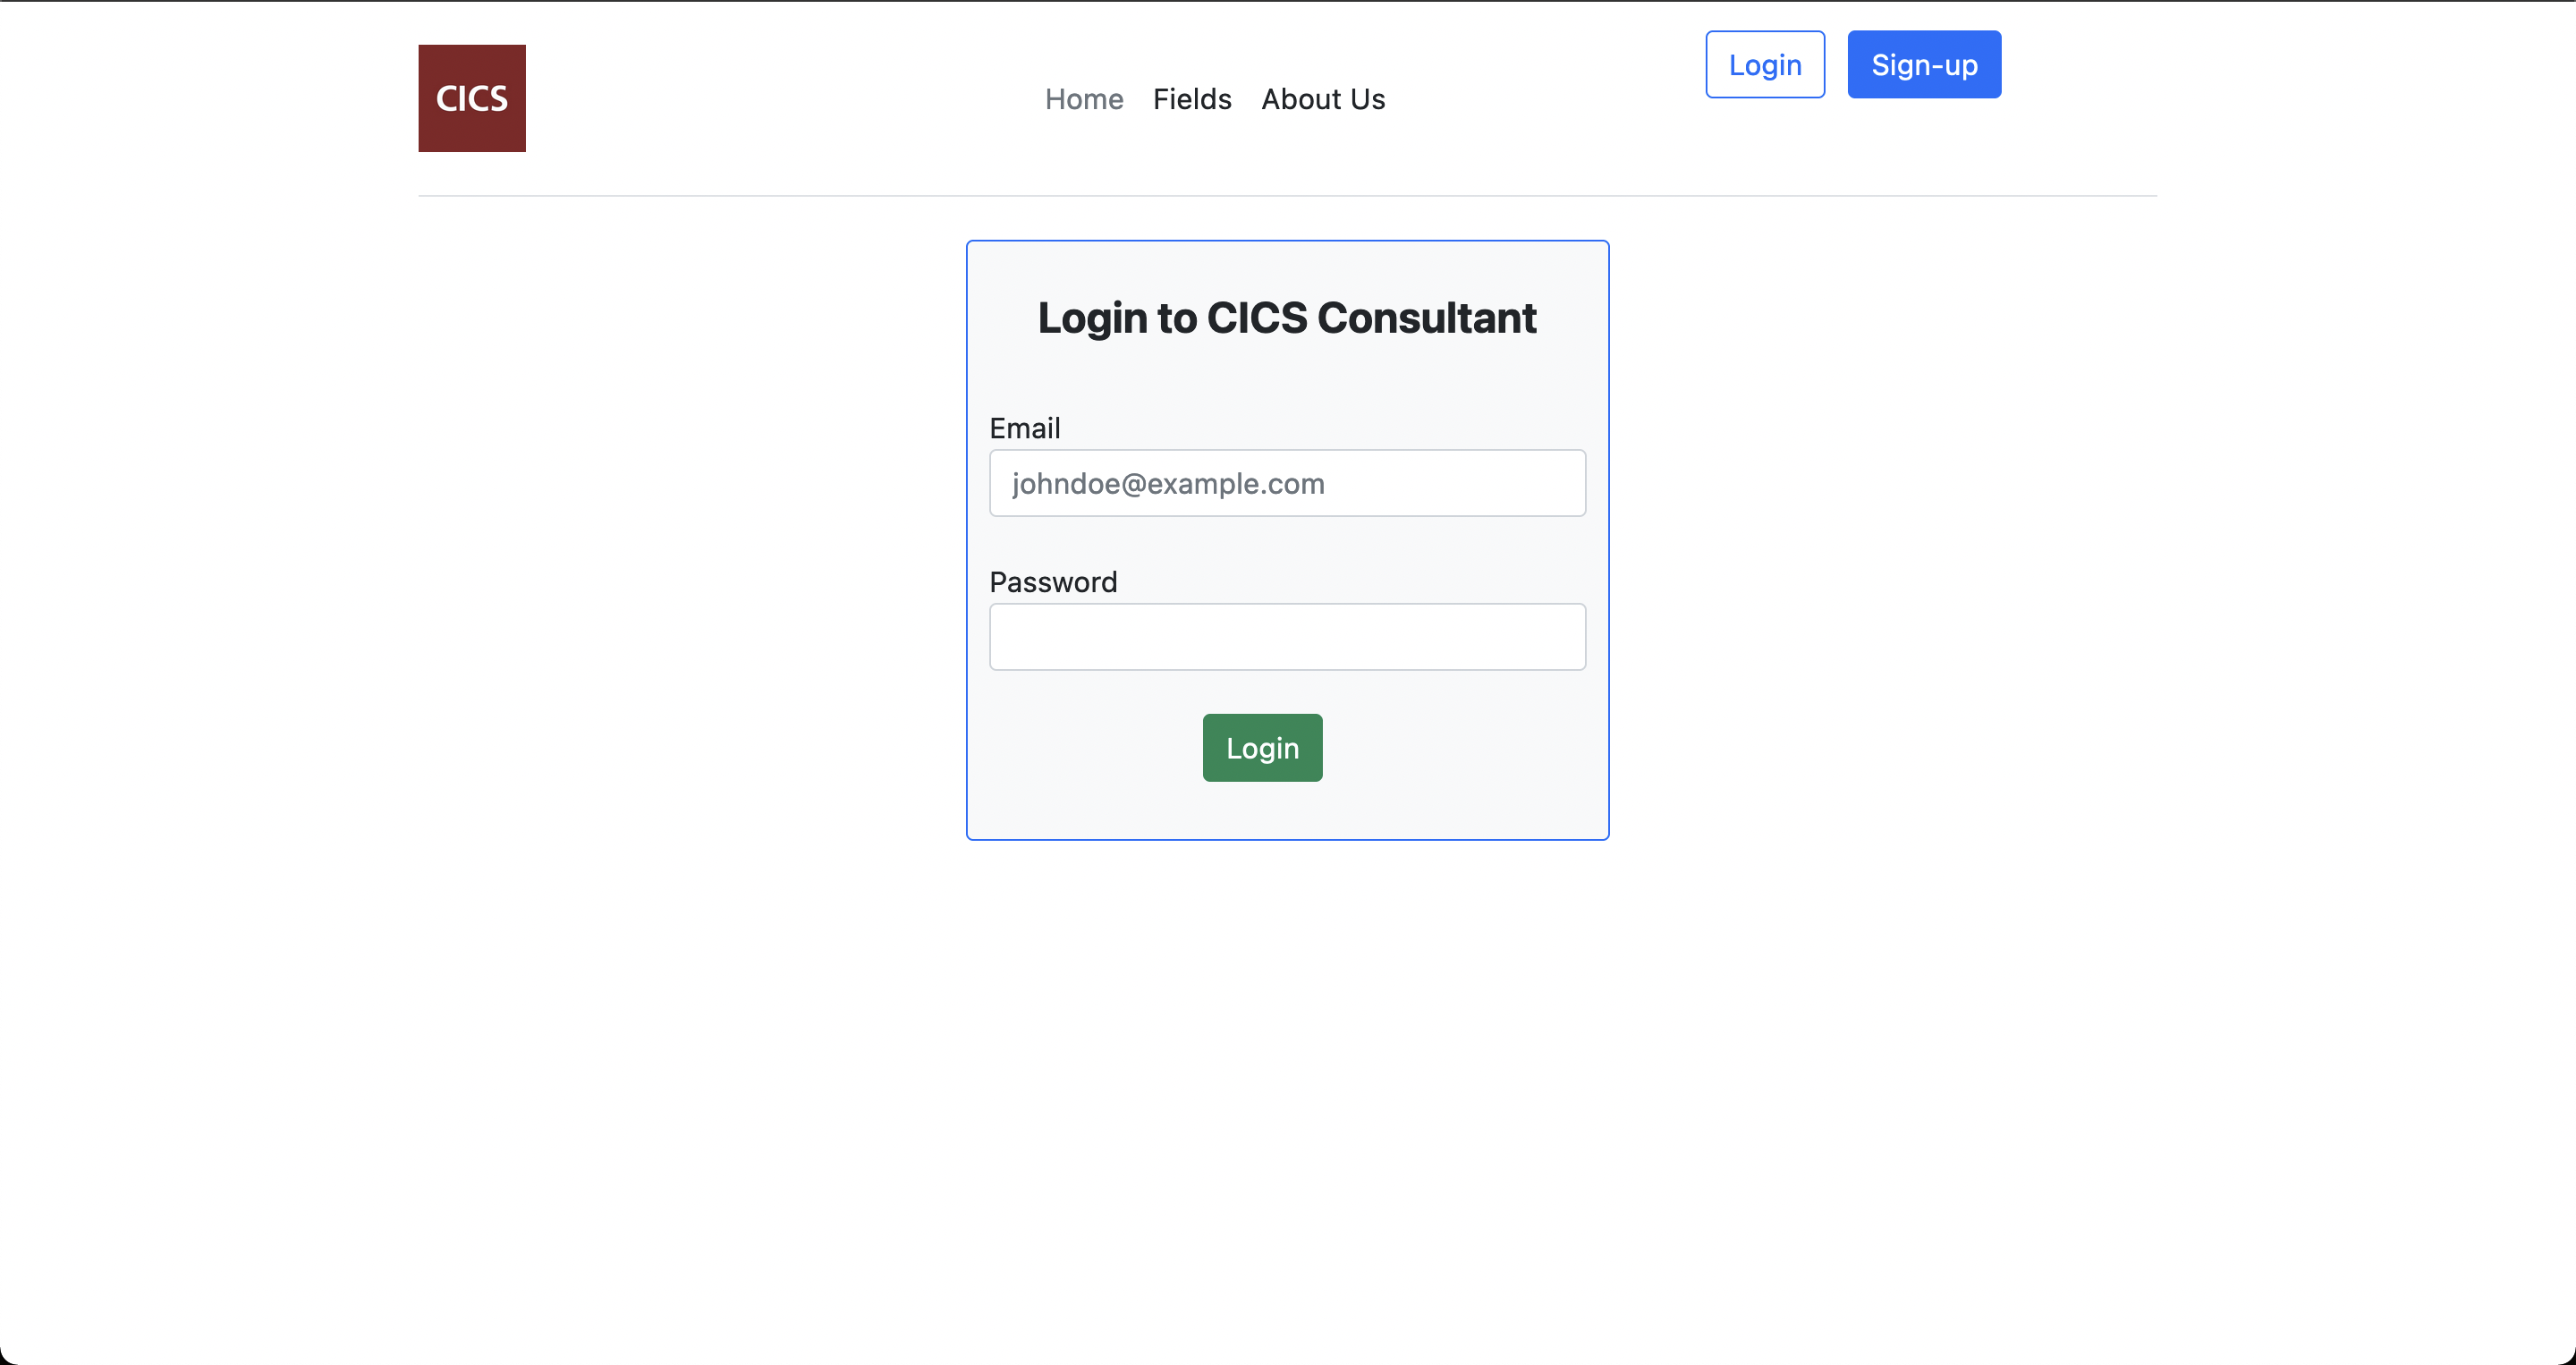 CICS
Home Fields About Us
Login Sign-up
Login to CICS Consultant
Email
johndoe@example.com
Password
Login